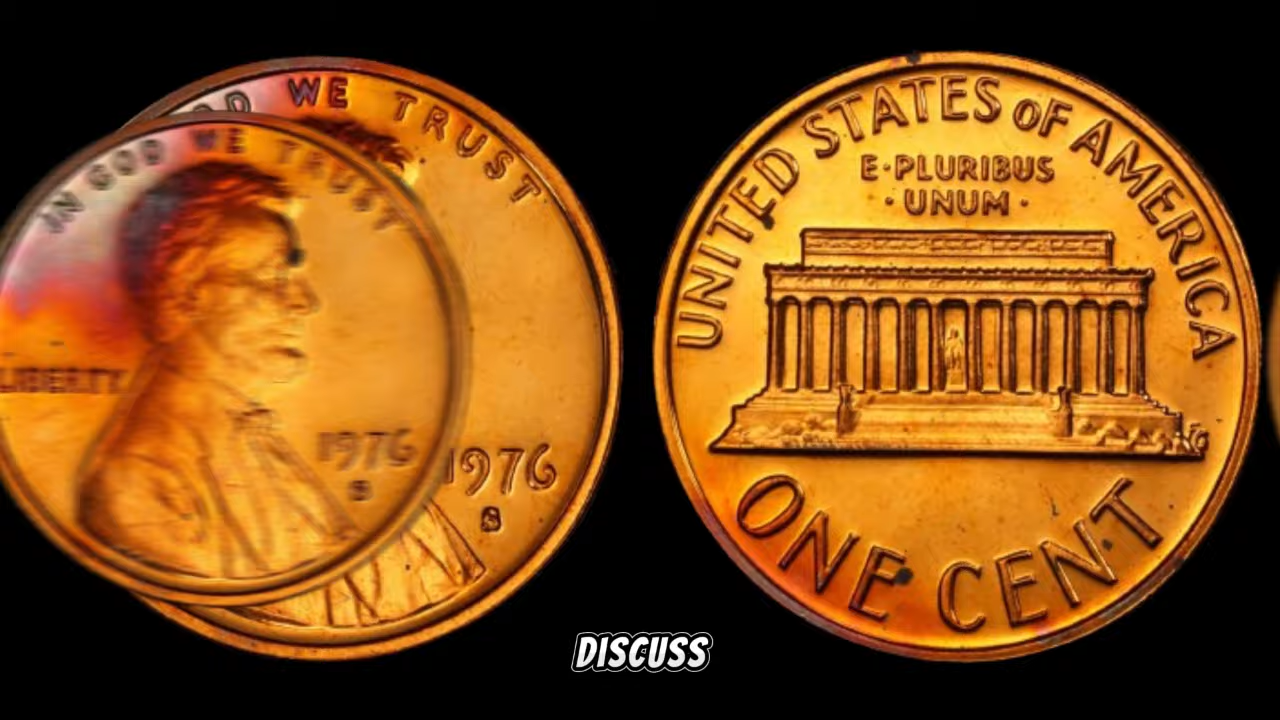 WE TRUST
IN GOD WE TRUST
LIBERTY
1976
S
1976
S
UNITED STATES OF AMERICA
E·PLURIBUS
·UNUM·
ONE CENT
DISCUSS